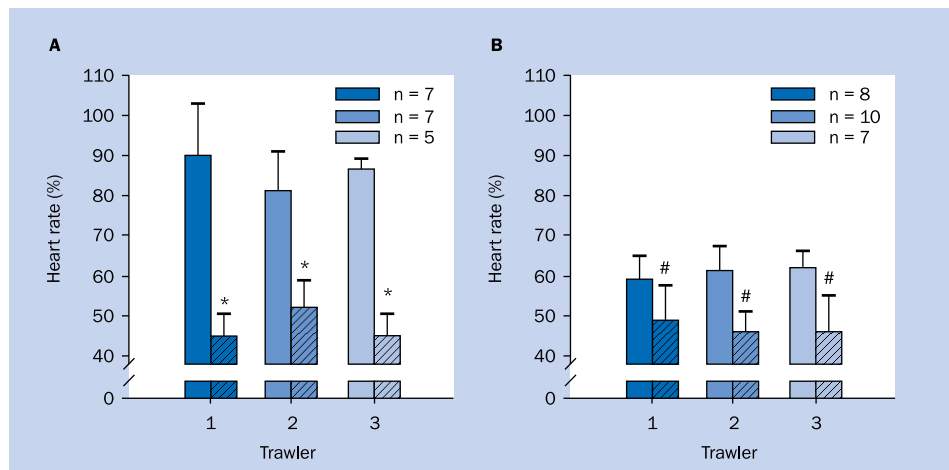 A
Heart rate (%)
110
100
90
80
70
60
50
40
0
n = 7
n = 7
n = 5
*
*
*
1 2 3
Trawler
B
Heart rate (%)
110
100
90
80
70
60
50
40
0
n = 8
n = 10
n = 7
#
#
#
1 2 3
Trawler